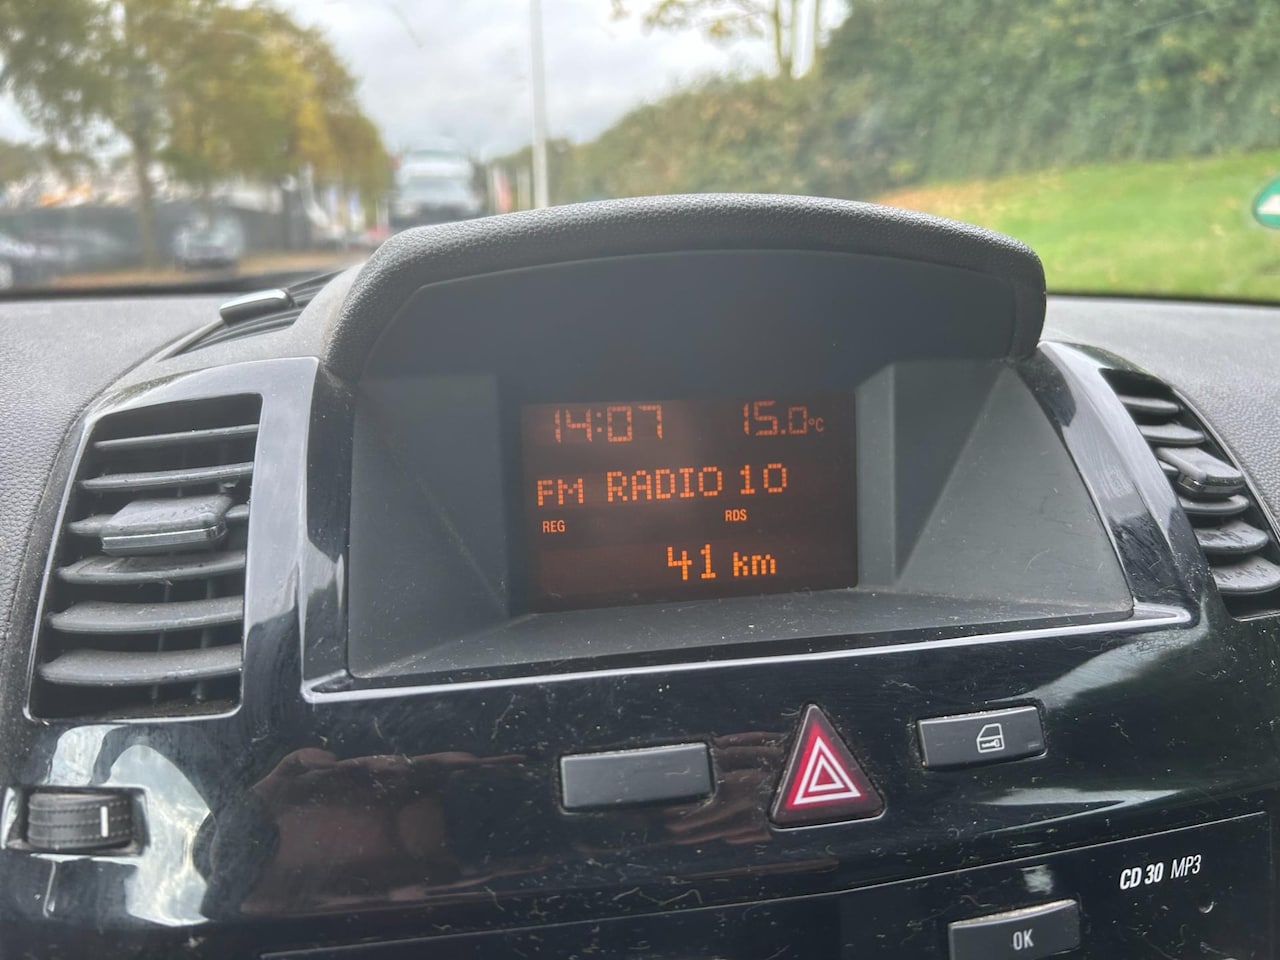 14:07 15.0°C
FM RADIO 10
REG RDS
41 km
CD 30 MP3
OK